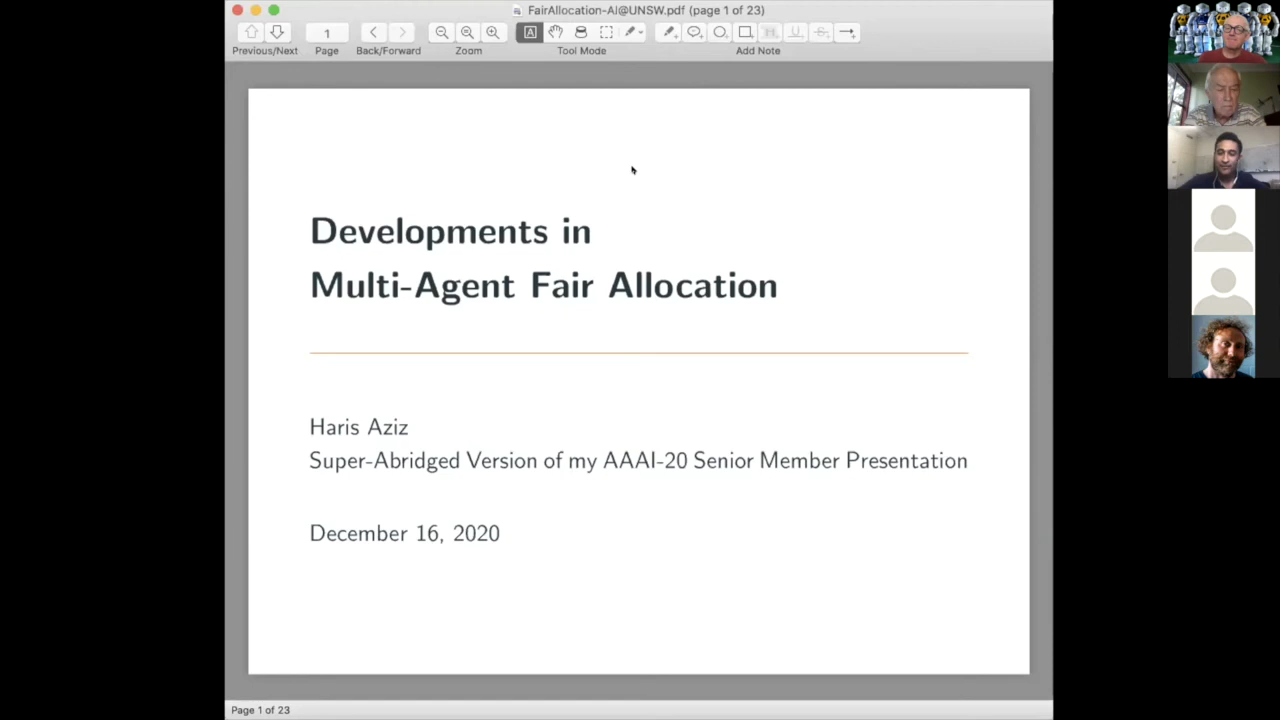 FairAllocation-AI@UNSW.pdf (page 1 of 23)
1
A
Previous/Next Page Back/Forward Zoom Tool Mode Add Note
Developments in
Multi-Agent Fair Allocation
Haris Aziz
Super-Abridged Version of my AAAI-20 Senior Member Presentation
December 16, 2020
Page 1 of 23